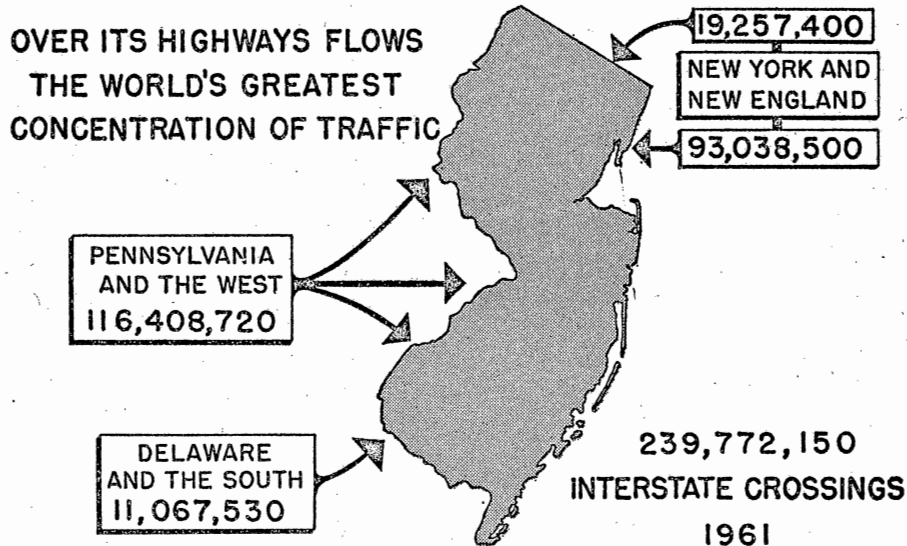 OVER ITS HIGHWAYS FLOWS
THE WORLD'S GREATEST
CONCENTRATION OF TRAFFIC
19,257,400
NEW YORK AND
NEW ENGLAND
93,038,500
PENNSYLVANIA
AND THE WEST
116,408,720
DELAWARE
AND THE SOUTH
11,067,530
239,772,150
INTERSTATE CROSSINGS
1961